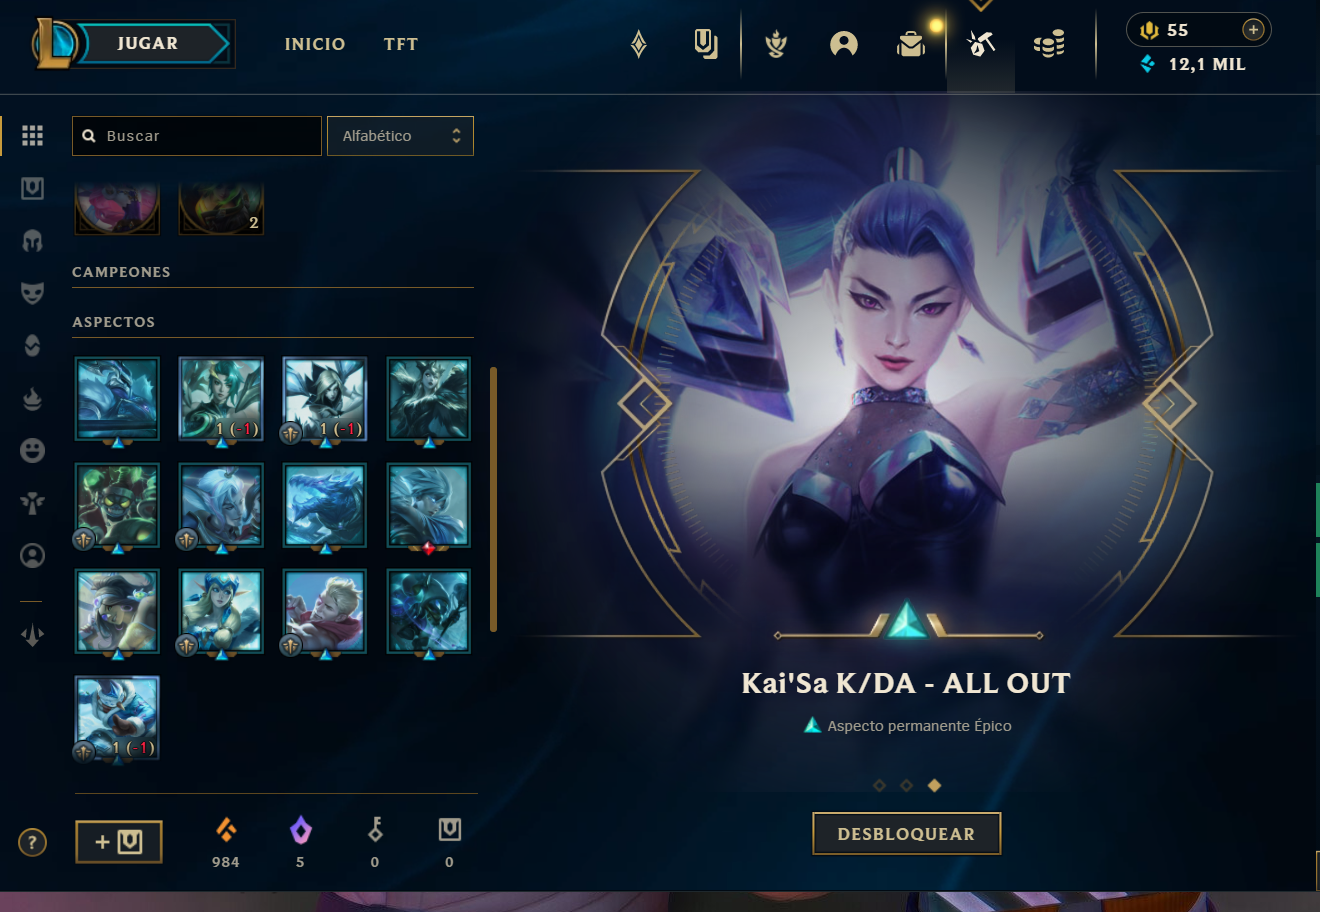 JUGAR
INICIO
TFT
55
12,1 MIL
Buscar
Alfabético
2
CAMPEONES
ASPECTOS
1 (-1)
1 (-1)
1 (-1)
Kai'Sa K/DA - ALL OUT
Aspecto permanente Épico
DESBLOQUEAR
?
+
984
5
0
0